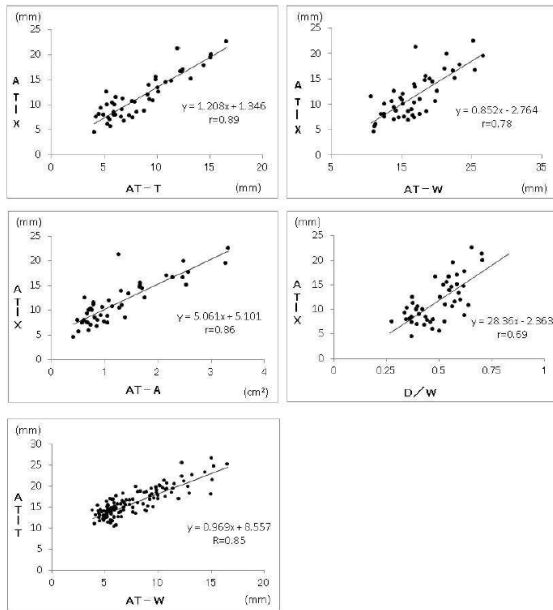 (mm)
25
20
15
10
5
0
AT-X
y = 1.208x + 1.346
r=0.89
0 5 10 15 20
AT-T (mm)
(mm)
25
20
15
10
5
0
AT-X
y = 0.852x - 2.764
r=0.78
5 15 25 35
AT-W (mm)
(mm)
25
20
15
10
5
0
AT-X
y = 5.061x + 5.101
r=0.86
0 1 2 3 4
AT-A (cm²)
(mm)
25
20
15
10
5
0
AT-X
y = 28.36x - 2.363
r=0.69
0 0.25 0.5 0.75 1
D/W
(mm)
30
25
20
15
10
5
0
AT-T
y = 0.969x + 8.557
R=0.85
0 5 10 15 20
AT-W (mm)